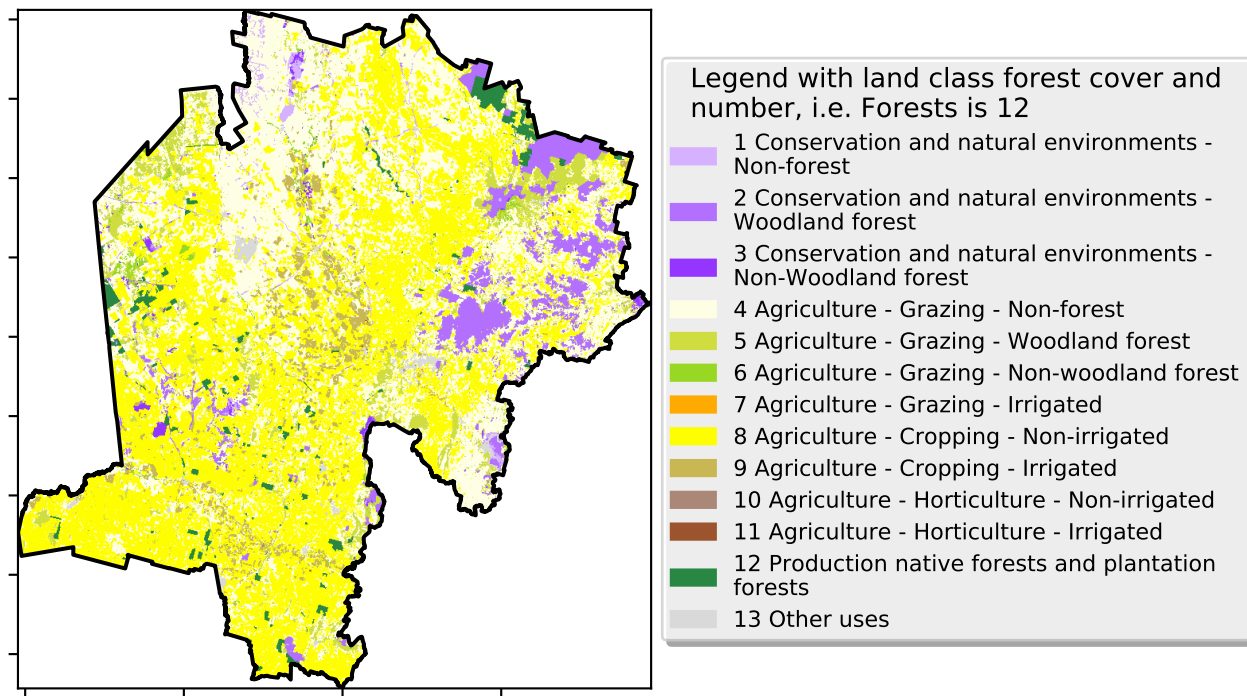 Legend with land class forest cover and
number, i.e. Forests is 12
1 Conservation and natural environments -
Non-forest
2 Conservation and natural environments -
Woodland forest
3 Conservation and natural environments -
Non-Woodland forest
4 Agriculture - Grazing - Non-forest
5 Agriculture - Grazing - Woodland forest
6 Agriculture - Grazing - Non-woodland forest
7 Agriculture - Grazing - Irrigated
8 Agriculture - Cropping - Non-irrigated
9 Agriculture - Cropping - Irrigated
10 Agriculture - Horticulture - Non-irrigated
11 Agriculture - Horticulture - Irrigated
12 Production native forests and plantation
forests
13 Other uses